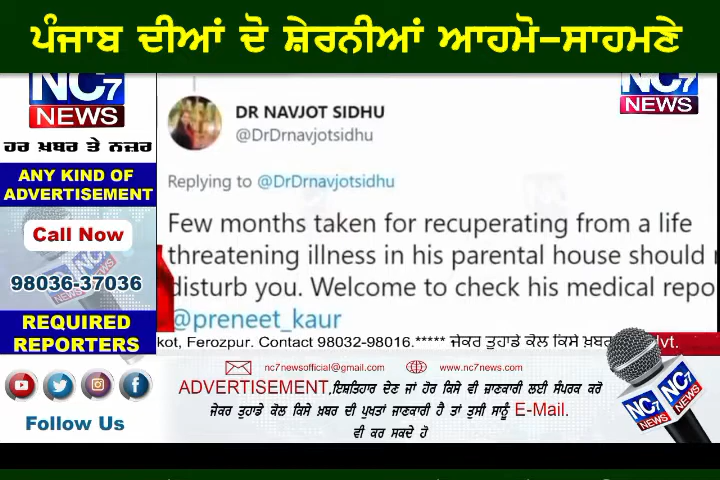 ਪੰਜਾਬ ਦੀਆਂ ਦੋ ਸ਼ੇਰਨੀਆਂ ਆਹਮੋ-ਸਾਹਮਣੇ
NC7
NEWS
ਹਰ ਖ਼ਬਰ ਤੇ ਨਜ਼ਰ
ANY KIND OF
ADVERTISEMENT
Call Now
98036-37036
REQUIRED
REPORTERS
Follow Us
NC7
NEWS
DR NAVJOT SIDHU
@DrDrnavjotsidhu
Replying to @DrDrnavjotsidhu
Few months taken for recuperating from a life
threatening illness in his parental house should
disturb you. Welcome to check his medical repo
@preneet_kaur
kot, Ferozpur. Contact 98032-98016.***** ਜੇਕਰ ਤੁਹਾਡੇ ਕੋਲ ਕਿਸੇ ਖ਼ਬਰ
nc7newsofficial@gmail.com www.nc7news.com
ADVERTISEMENT,ਇਸ਼ਤਿਹਾਰ ਦੇਣ ਜਾਂ ਹੋਰ ਕਿਸੇ ਵੀ ਜਾਣਕਾਰੀ ਲਈ ਸੰਪਰਕ ਕਰੋ
ਜੇਕਰ ਤੁਹਾਡੇ ਕੋਲ ਕਿਸੇ ਖ਼ਬਰ ਦੀ ਪੁਖਤਾ ਜਾਣਕਾਰੀ ਹੈ ਤਾਂ ਤੁਸੀ ਸਾਨੂੰ E-Mail.
ਵੀ ਕਰ ਸਕਦੇ ਹੋ
NC7
NEWS
NC7
NEWS